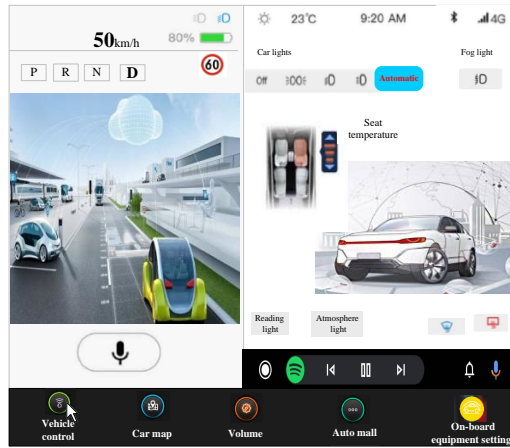 50km/h
80%
60
P R N D
23°C 9:20 AM 4G
Car lights Fog light
Off Automatic
Seat
temperature
Reading
light
Atmosphere
light
Vehicle
control
Car map
Volume
Auto mall
On-board
equipment setting